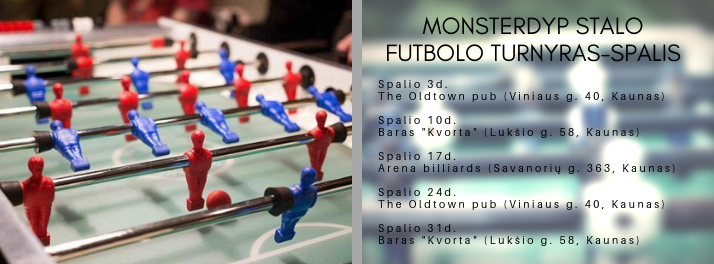 MONSTERDYP STALO
FUTBOLO TURNYRAS-SPALIS
Spalio 3d.
The Oldtown pub (Viniaus g. 40, Kaunas)
Spalio 10d.
Baras "Kvorta" (Lukšio g. 58, Kaunas)
Spalio 17d.
Arena billiards (Savanorių g. 363, Kaunas)
Spalio 24d.
The Oldtown pub (Viniaus g. 40, Kaunas)
Spalio 31d.
Baras "Kvorta" (Lukšio g. 58, Kaunas)